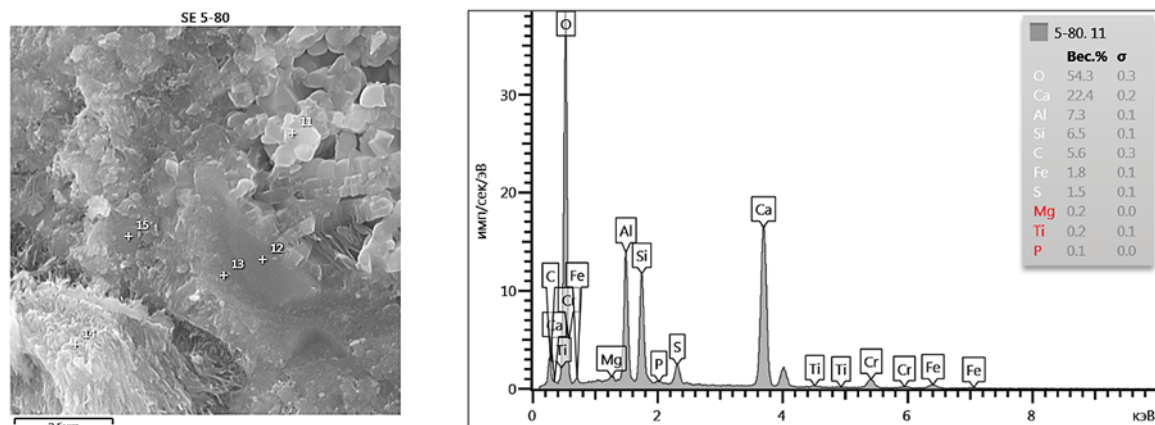 SE 5-80
11
15
12
13
имп/сек/эВ
30
20
10
0
O
C
Fe
Ca
Ti
Mg
Al
Si
P
S
Ca
Ti
Ti
Cr
Cr
Fe
Fe
0
2
4
6
8
кэВ
5-80. 11
Вес.% σ
O 54.3 0.3
Ca 22.4 0.2
Al 7.3 0.1
Si 6.5 0.1
C 5.6 0.3
Fe 1.8 0.1
S 1.5 0.1
Mg 0.2 0.0
Ti 0.2 0.1
P 0.1 0.0